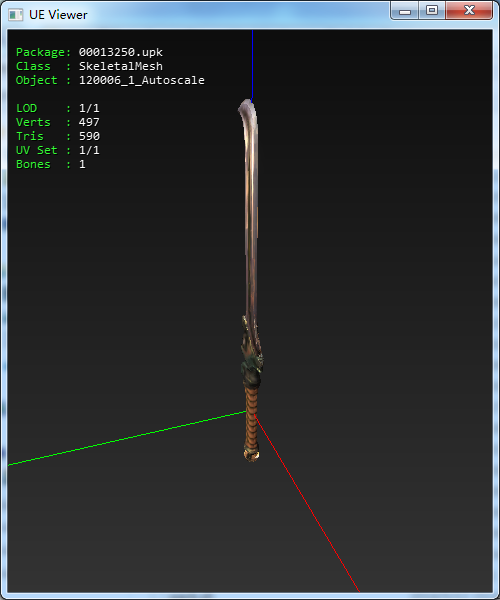 UE Viewer
Package: 00013250.upk
Class : SkeletalMesh
Object : 120006_1_Autoscale
LOD : 1/1
Verts : 497
Tris : 590
UV Set : 1/1
Bones : 1